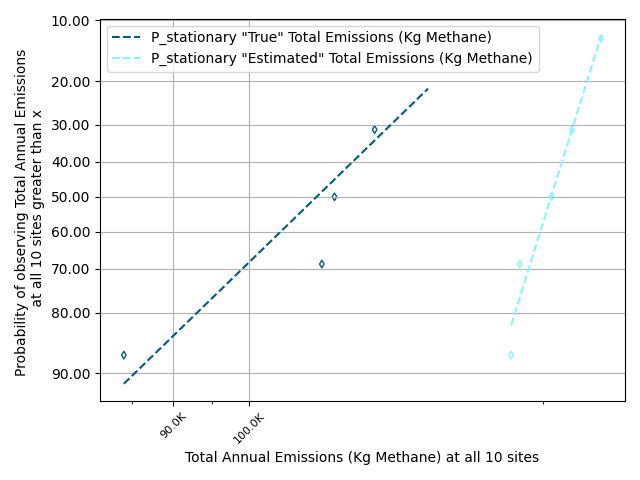 P_stationary "True" Total Emissions (Kg Methane)
P_stationary "Estimated" Total Emissions (Kg Methane)
Probability of observing Total Annual Emissions
at all 10 sites greater than x
10.00
20.00
30.00
40.00
50.00
60.00
70.00
80.00
90.00
90.0K
100.0K
Total Annual Emissions (Kg Methane) at all 10 sites